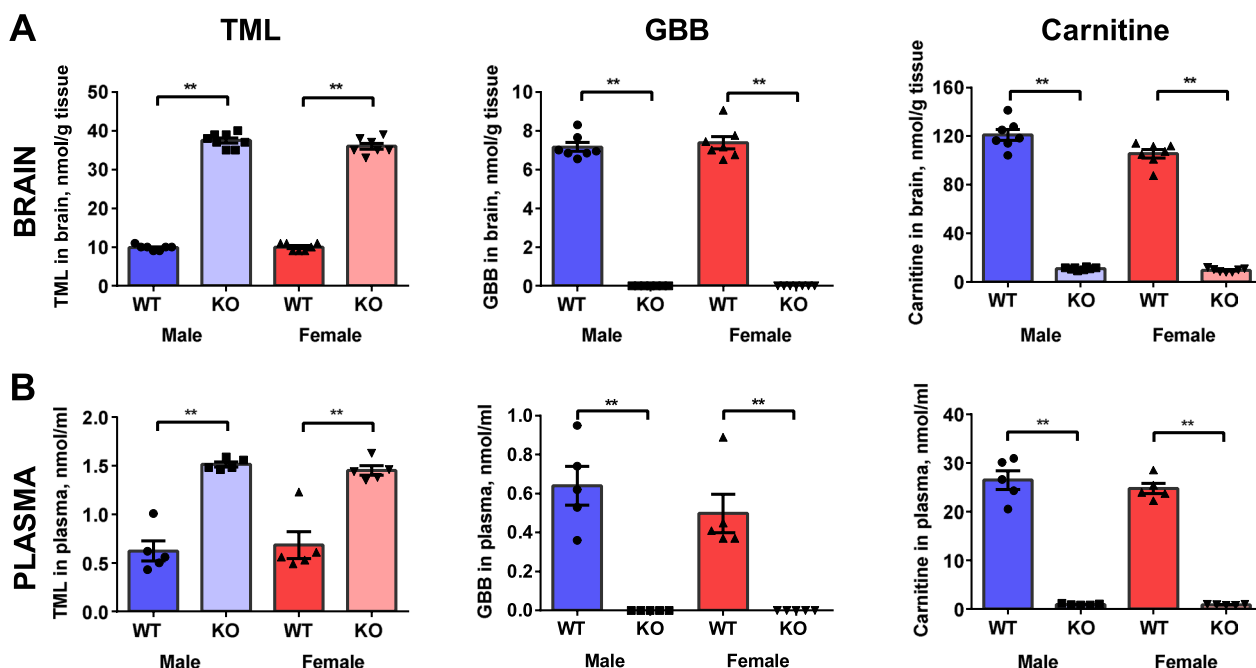 A
TML
GBB
Carnitine
BRAIN
TML in brain, nmol/g tissue
50
40
30
20
10
0
**
**
WT
KO
WT
KO
Male
Female
GBB in brain, nmol/g tissue
10
8
6
4
2
0
**
**
WT
KO
WT
KO
Male
Female
Carnitine in brain, nmol/g tissue
160
120
80
40
0
**
**
WT
KO
WT
KO
Male
Female
B
PLASMA
TML in plasma, nmol/ml
2.0
1.5
1.0
0.5
0.0
**
**
WT
KO
WT
KO
Male
Female
GBB in plasma, nmol/ml
1.0
0.8
0.6
0.4
0.2
0.0
**
**
WT
KO
WT
KO
Male
Female
Carnitine in plasma, nmol/ml
40
30
20
10
0
**
**
WT
KO
WT
KO
Male
Female